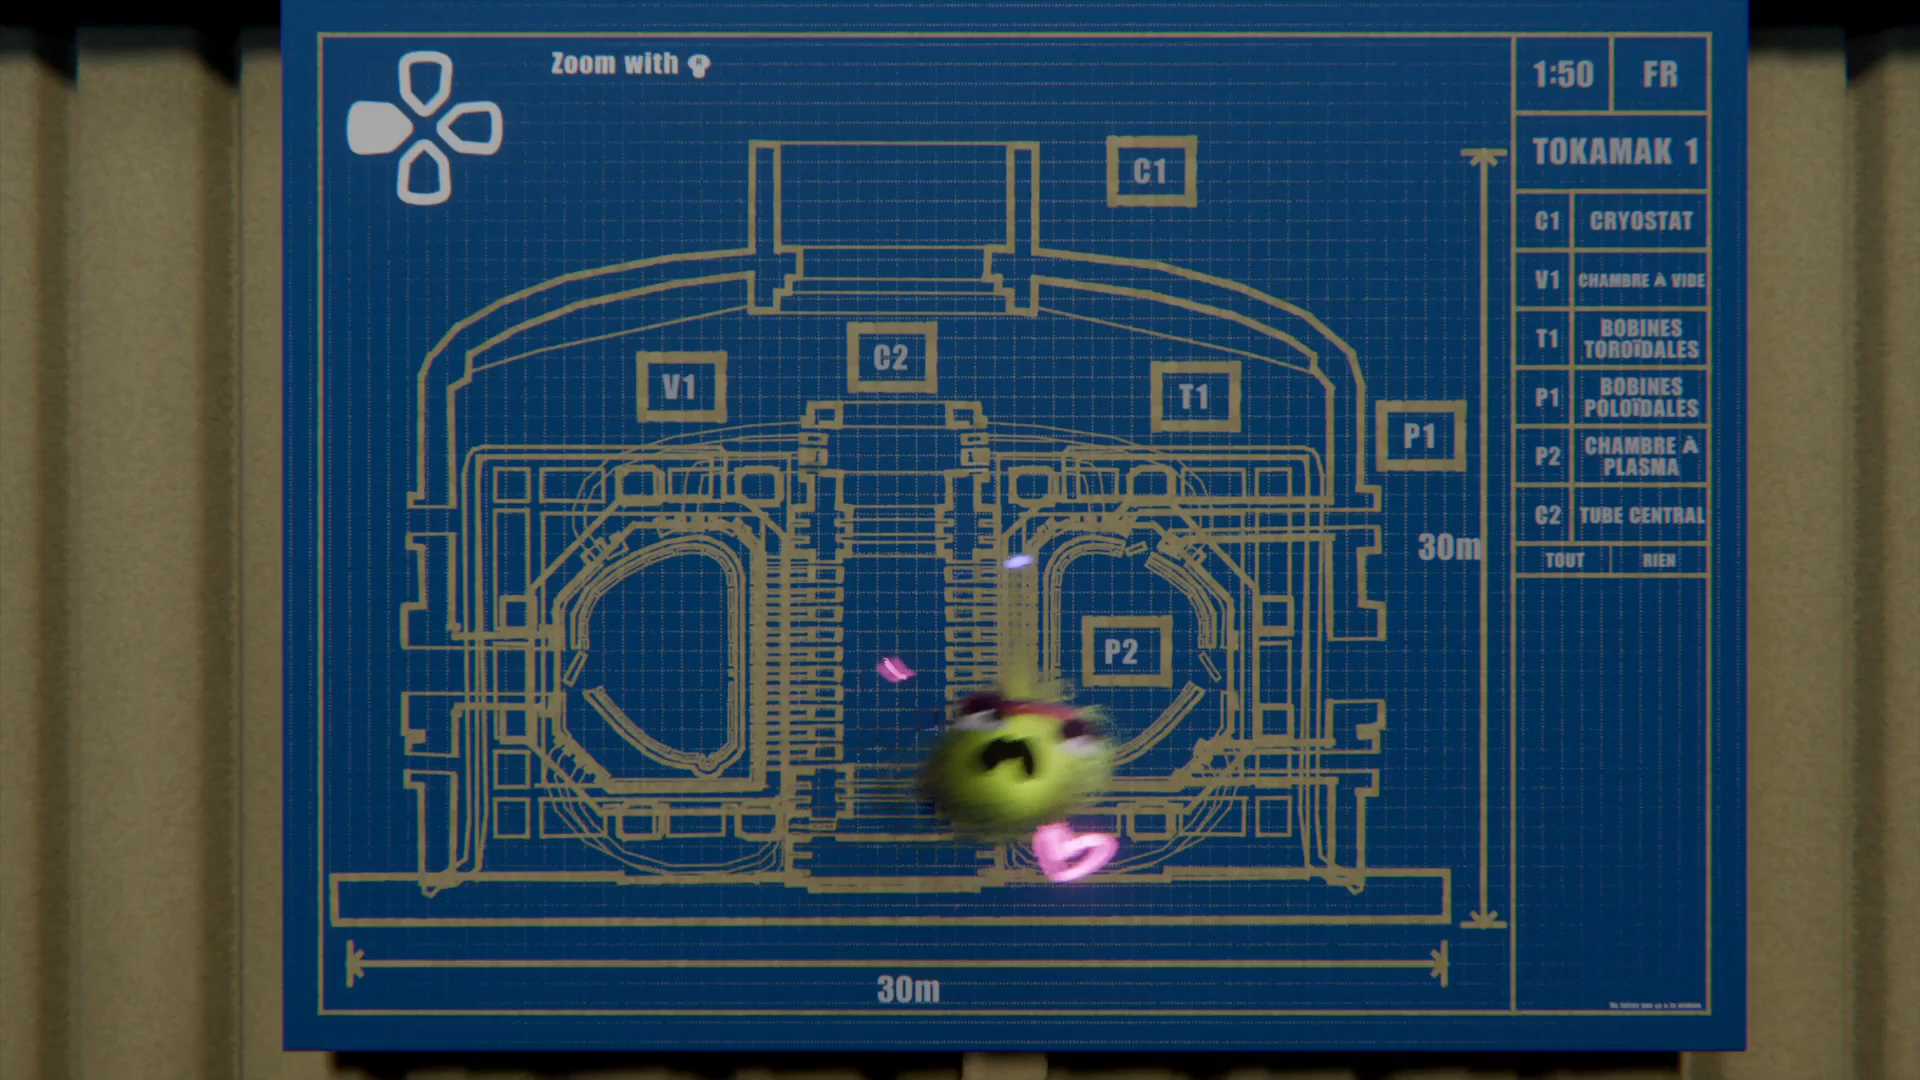 Zoom with
1:50
FR
TOKAMAK 1
C1
CRYOSTAT
V1
CHAMBRE À VIDE
T1
BOBINES
TOROÏDALES
P1
BOBINES
POLOÏDALES
P2
CHAMBRE À
PLASMA
C2
TUBE CENTRAL
TOUT
RIEN
C1
C2
V1
T1
P1
30m
P2
30m